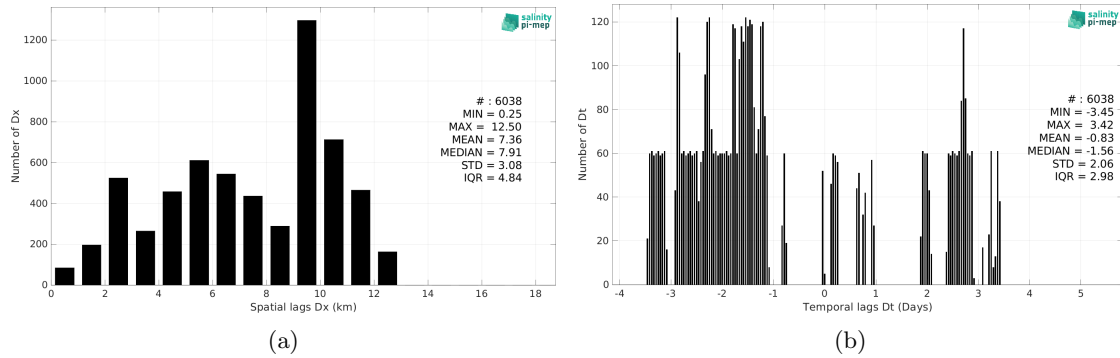 salinity
pi-mep
1200
1000
800
600
400
200
0
Number of Dx
# : 6038
MIN = 0.25
MAX = 12.50
MEAN = 7.36
MEDIAN = 7.91
STD = 3.08
IQR = 4.84
0 2 4 6 8 10 12 14 16 18
Spatial lags Dx (km)
(a)
salinity
pi-mep
120
100
80
60
40
20
0
Number of Dt
# : 6038
MIN = -3.45
MAX = 3.42
MEAN = -0.83
MEDIAN = -1.56
STD = 2.06
IQR = 2.98
-4 -3 -2 -1 0 1 2 3 4 5
Temporal lags Dt (Days)
(b)